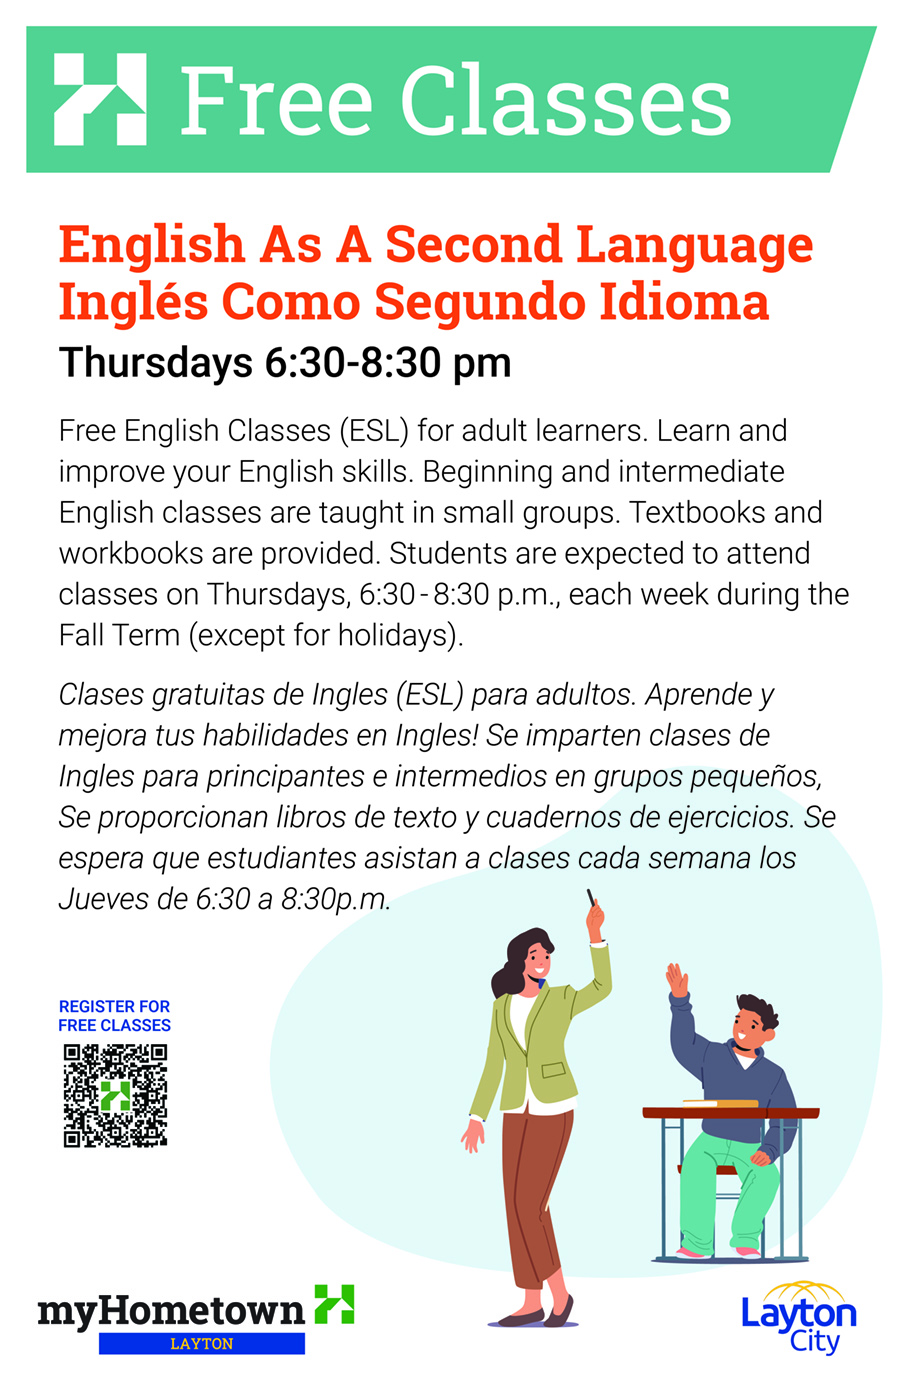 Free Classes
English As A Second Language
Inglés Como Segundo Idioma
Thursdays 6:30-8:30 pm
Free English Classes (ESL) for adult learners. Learn and
improve your English skills. Beginning and intermediate
English classes are taught in small groups. Textbooks and
workbooks are provided. Students are expected to attend
classes on Thursdays, 6:30-8:30 p.m., each week during the
Fall Term (except for holidays).
Clases gratuitas de Ingles (ESL) para adultos. Aprende y
mejora tus habilidades en Ingles! Se imparten clases de
Ingles para principantes e intermedios en grupos pequeños,
Se proporcionan libros de texto y cuadernos de ejercicios. Se
espera que estudiantes asistan a clases cada semana los
Jueves de 6:30 a 8:30p.m.
REGISTER FOR
FREE CLASSES
myHometown
LAYTON
Layton
City